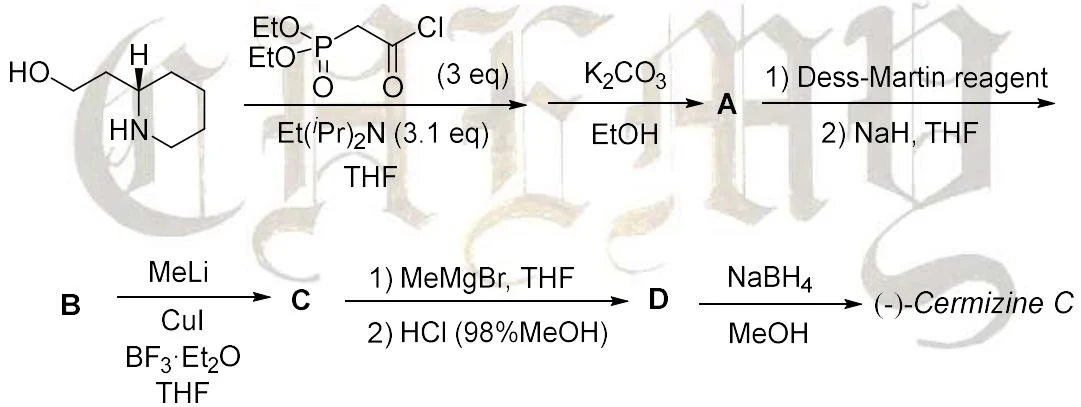 EtO
EtO
P
O
Cl
O
(3 eq)
HO
H
HN
Et(ⁱPr)₂N (3.1 eq)
THF
K₂CO₃
EtOH
A
1) Dess-Martin reagent
2) NaH, THF
B
MeLi
CuI
BF₃·Et₂O
THF
C
1) MeMgBr, THF
2) HCl (98%MeOH)
D
NaBH₄
MeOH
(-)-Cermizine C